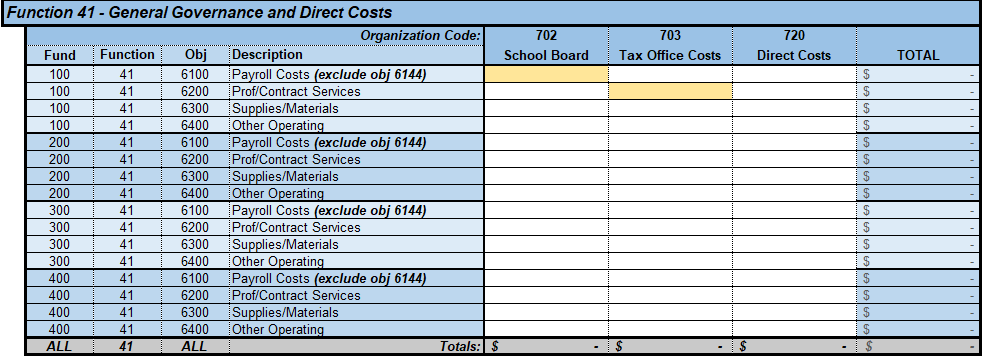 Function 41 - General Governance and Direct Costs
Organization Code: 702 703 720
Fund Function Obj Description School Board Tax Office Costs Direct Costs TOTAL
100 41 6100 Payroll Costs (exclude obj 6144) $ -
100 41 6200 Prof/Contract Services $ -
100 41 6300 Supplies/Materials $ -
100 41 6400 Other Operating $ -
200 41 6100 Payroll Costs (exclude obj 6144) $ -
200 41 6200 Prof/Contract Services $ -
200 41 6300 Supplies/Materials $ -
200 41 6400 Other Operating $ -
300 41 6100 Payroll Costs (exclude obj 6144) $ -
300 41 6200 Prof/Contract Services $ -
300 41 6300 Supplies/Materials $ -
300 41 6400 Other Operating $ -
400 41 6100 Payroll Costs (exclude obj 6144) $ -
400 41 6200 Prof/Contract Services $ -
400 41 6300 Supplies/Materials $ -
400 41 6400 Other Operating $ -
ALL 41 ALL Totals: $ - $ - $ - $ -